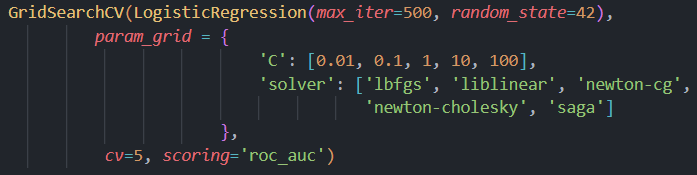 GridSearchCV(LogisticRegression(max_iter=500, random_state=42),
param_grid = {
'C': [0.01, 0.1, 1, 10, 100],
'solver': ['lbfgs', 'liblinear', 'newton-cg',
'newton-cholesky', 'saga']
},
cv=5, scoring='roc_auc')